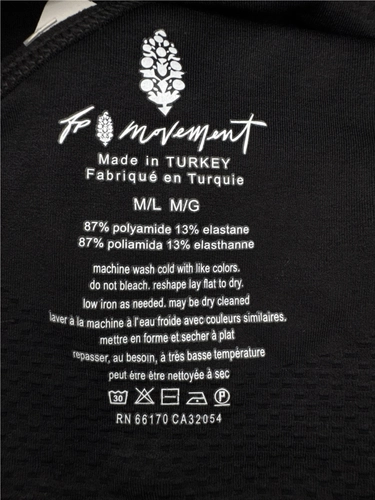 fp movement
Made in TURKEY
Fabriqué en Turquie
M/L M/G
87% polyamide 13% elastane
87% poliamida 13% elasthanne
machine wash cold with like colors.
do not bleach. reshape lay flat to dry.
low iron as needed. may be dry cleaned
laver à la machine à l'eau froide avec couleurs similaires.
mettre en forme et secher à plat
repasser, au besoin, à très basse température
peut être être nettoyée à sec
30 P
RN 66170 CA32054